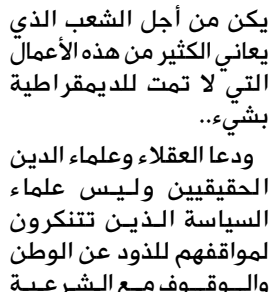 يكن من أجل الشعب الذي
يعاني الكثير من هذه الأعمال
التي لا تمت للديمقراطية
بشيء..
ودعا العقلاء وعلماء الدين
الحقيقيين وليس علماء
السياسة الذين تتنكرون
لمواقفهم للذود عن الوطن
والوقوف مع الشرعية